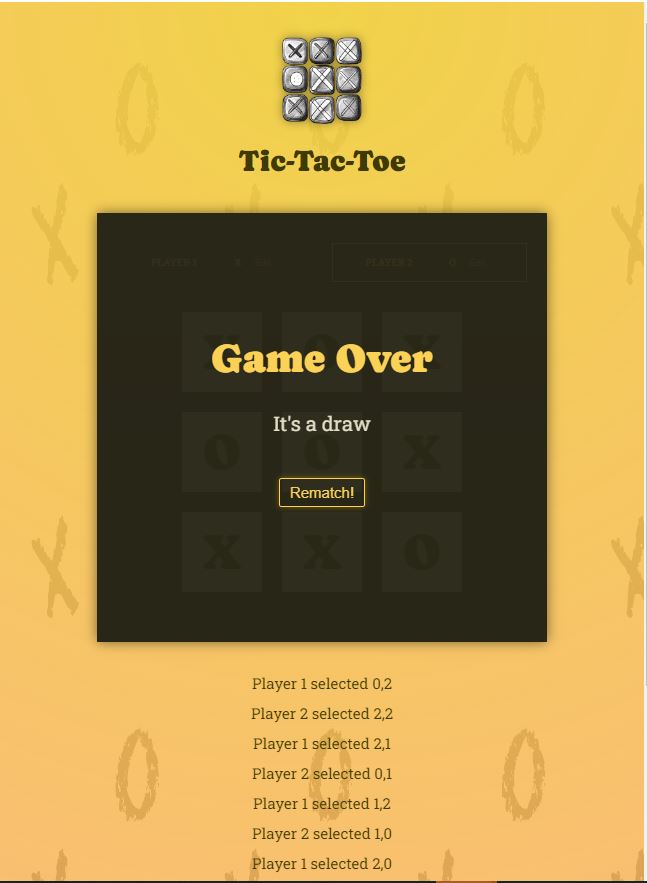 Tic-Tac-Toe
PLAYER 1 X Edit PLAYER 2 O Edit
X O X
Game Over
It's a draw
O O X
Rematch!
X X O
Player 1 selected 0,2
Player 2 selected 2,2
Player 1 selected 2,1
Player 2 selected 0,1
Player 1 selected 1,2
Player 2 selected 1,0
Player 1 selected 2,0